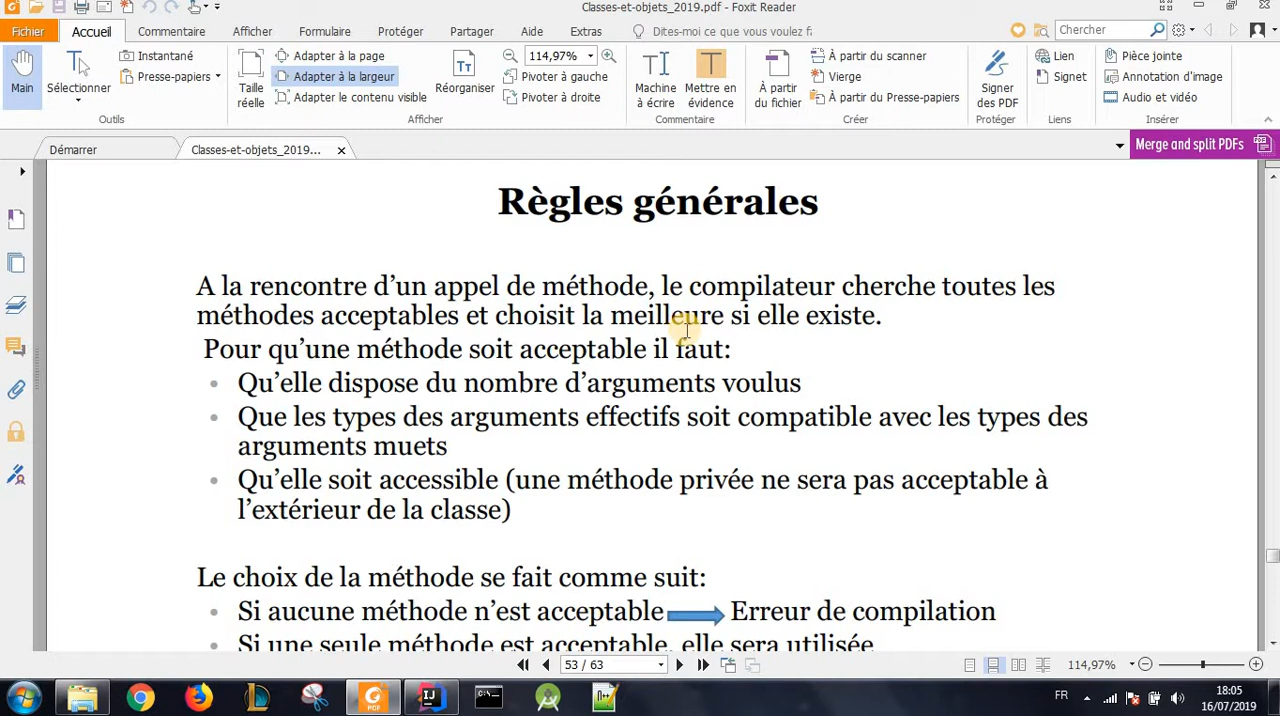 Classes-et-objets_2019.pdf - Foxit Reader
Fichier Accueil Commentaire Afficher Formulaire Protéger Partager Aide Extras Dites-moi ce que vous voulez f: Chercher
Main
Sélectionner
Instantané
Presse-papiers
Outils
Taille réelle
Adapter à la page
Adapter à la largeur
Adapter le contenu visible
Réorganiser
114,97%
Pivoter à gauche
Pivoter à droite
Afficher
Machine à écrire
Mettre en évidence
Commentaire
À partir du fichier
À partir du scanner
Vierge
À partir du Presse-papiers
Créer
Signer des PDF
Protéger
Lien
Signet
Liens
Pièce jointe
Annotation d'image
Audio et vidéo
Insérer
Démarrer
Classes-et-objets_2019...
Merge and split PDFs
Règles générales
A la rencontre d’un appel de méthode, le compilateur cherche toutes les
méthodes acceptables et choisit la meilleure si elle existe.
Pour qu’une méthode soit acceptable il faut:
• Qu’elle dispose du nombre d’arguments voulus
• Que les types des arguments effectifs soit compatible avec les types des
arguments muets
• Qu’elle soit accessible (une méthode privée ne sera pas acceptable à
l’extérieur de la classe)
Le choix de la méthode se fait comme suit:
• Si aucune méthode n’est acceptable Erreur de compilation
• Si une seule méthode est acceptable, elle sera utilisée
53 / 63
114,97%
FR
18:05
16/07/2019